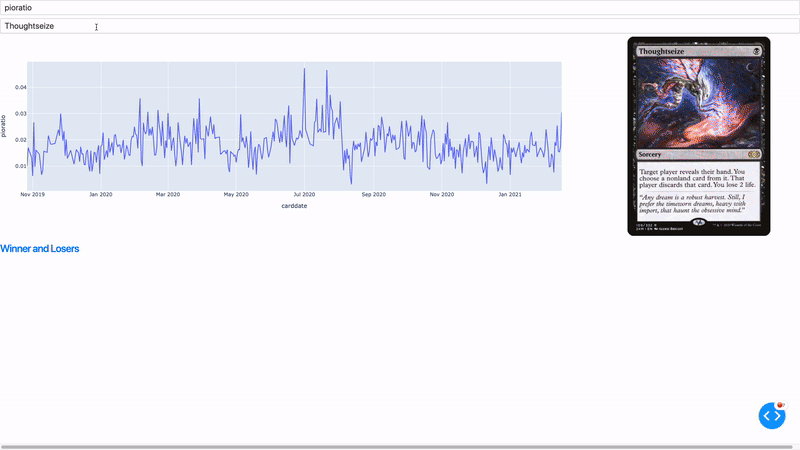 pioratio
Thoughtseize
0.04
0.03
0.02
0.01
pioratio
Nov 2019 Jan 2020 Mar 2020 May 2020 Jul 2020 Sep 2020 Nov 2020 Jan 2021
carddate
Thoughtseize
Sorcery
Target player reveals their hand. You
choose a nonland card from it. That
player discards that card. You lose 2 life.
"Any dream is a robust harvest. Still, I
prefer the timeworn dreams, heavy with
import, that haunt the obsessive mind."
Winner and Losers